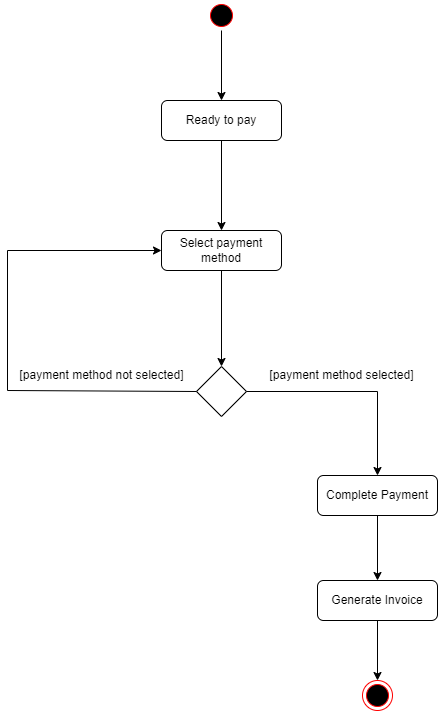 Ready to pay
Select payment
method
[payment method not selected]
[payment method selected]
Complete Payment
Generate Invoice